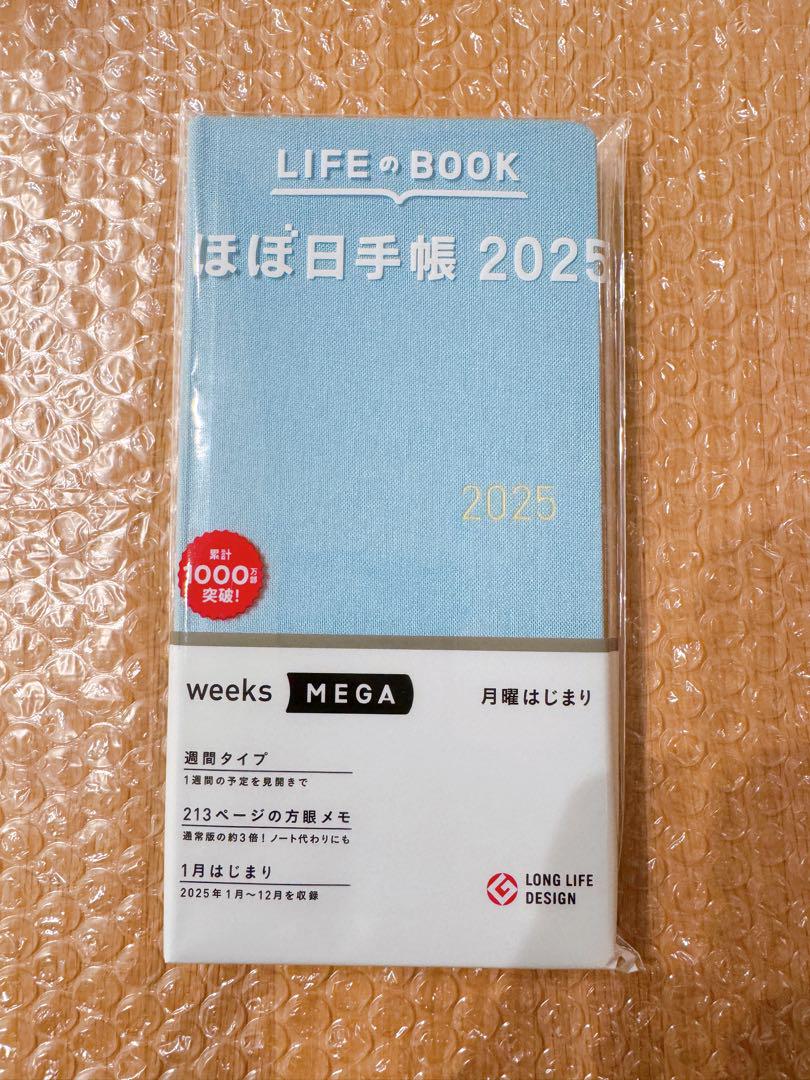 LIFEのBOOK
ほぼ日手帳 2025
2025
累計
1000万部
突破!
weeks MEGA
月曜はじまり
週間タイプ
1週間の予定を見開きで
213ページの方眼メモ
通常版の約3倍!ノート代わりにも
1月はじまり
2025年1月〜12月を収録
LONG LIFE
DESIGN